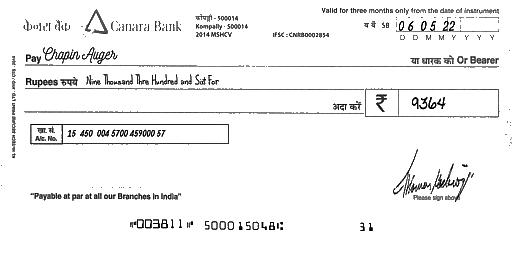 केनरा बैंक Canara Bank
कोंपल्ली - 500014
Kompally - 500014
2014 MSHCV
IFSC : CNRB0002854
Valid for three months only from the date of instrument
SB 06 05 22
D D M M Y Y Y Y
Pay Chapin Auger या धारक को Or Bearer
Rupees रुपये Nine Thousand Thre Hundred and Sixt For
अदा करें ₹ 9364
खा. सं.
A/c. No. 15 450 004 5700 459000 57
Please sign above
"Payable at par at all our Branches in India"
⑈003811⑈ 500015048⑆ 31